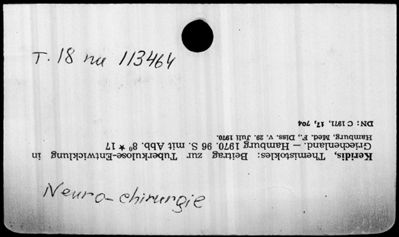 T. 18 nu 113464
Keridis, Themistokles: Beitrag zur Tuberkulose-Entwicklung in
Griechenland. — Hamburg 1970. 96 S. mit Abb. 8° ★ 17
Hamburg, Med. F., Diss. v. 29. Juli 1970.
DN: C 1971, 17, 704
Neuro-chirurgie